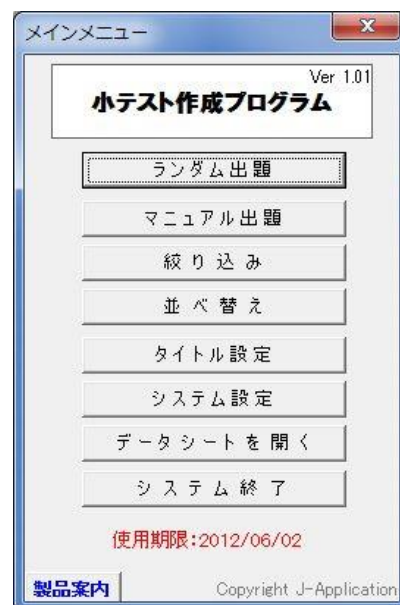 メインメニュー
Ver 1.01
小テスト作成プログラム
ランダム出題
マニュアル出題
絞り込み
並べ替え
タイトル設定
システム設定
データシートを開く
システム終了
使用期限:2012/06/02
製品案内 Copyright J-Application